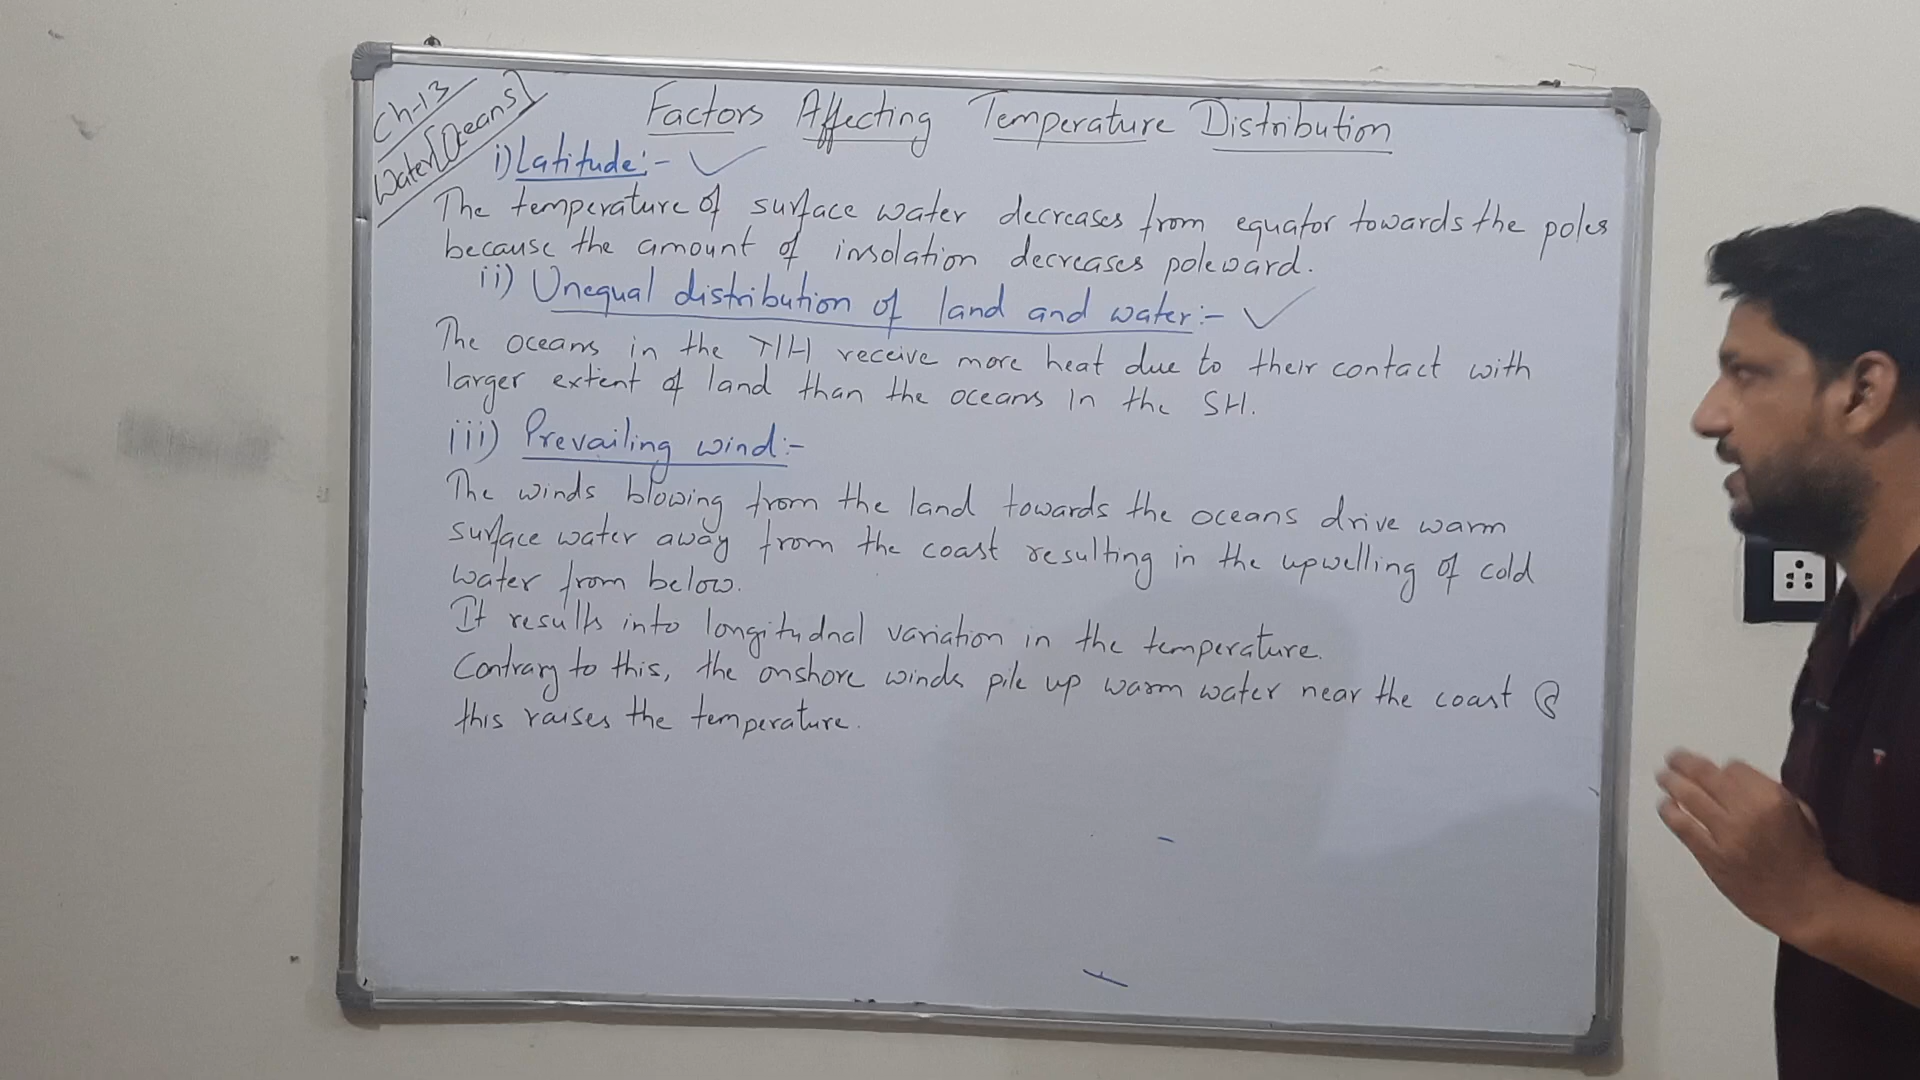 Ch-13
Water[Oceans]
Factors Affecting Temperature Distribution
i) Latitude:-
The temperature of surface water decreases from equator towards the poles
because the amount of insolation decreases poleward.
ii) Unequal distribution of land and water:-
The oceans in the receive more heat due to their contact with
larger extent of land than the oceans in the SH.
iii) Prevailing wind:-
The winds blowing from the land towards the oceans drive warm
surface water away from the coast resulting in the upwelling of cold
water from below.
It results into longitudnal variation in the temperature.
Contrary to this, the onshore winds pile up warm water near the coast &
this raises the temperature.